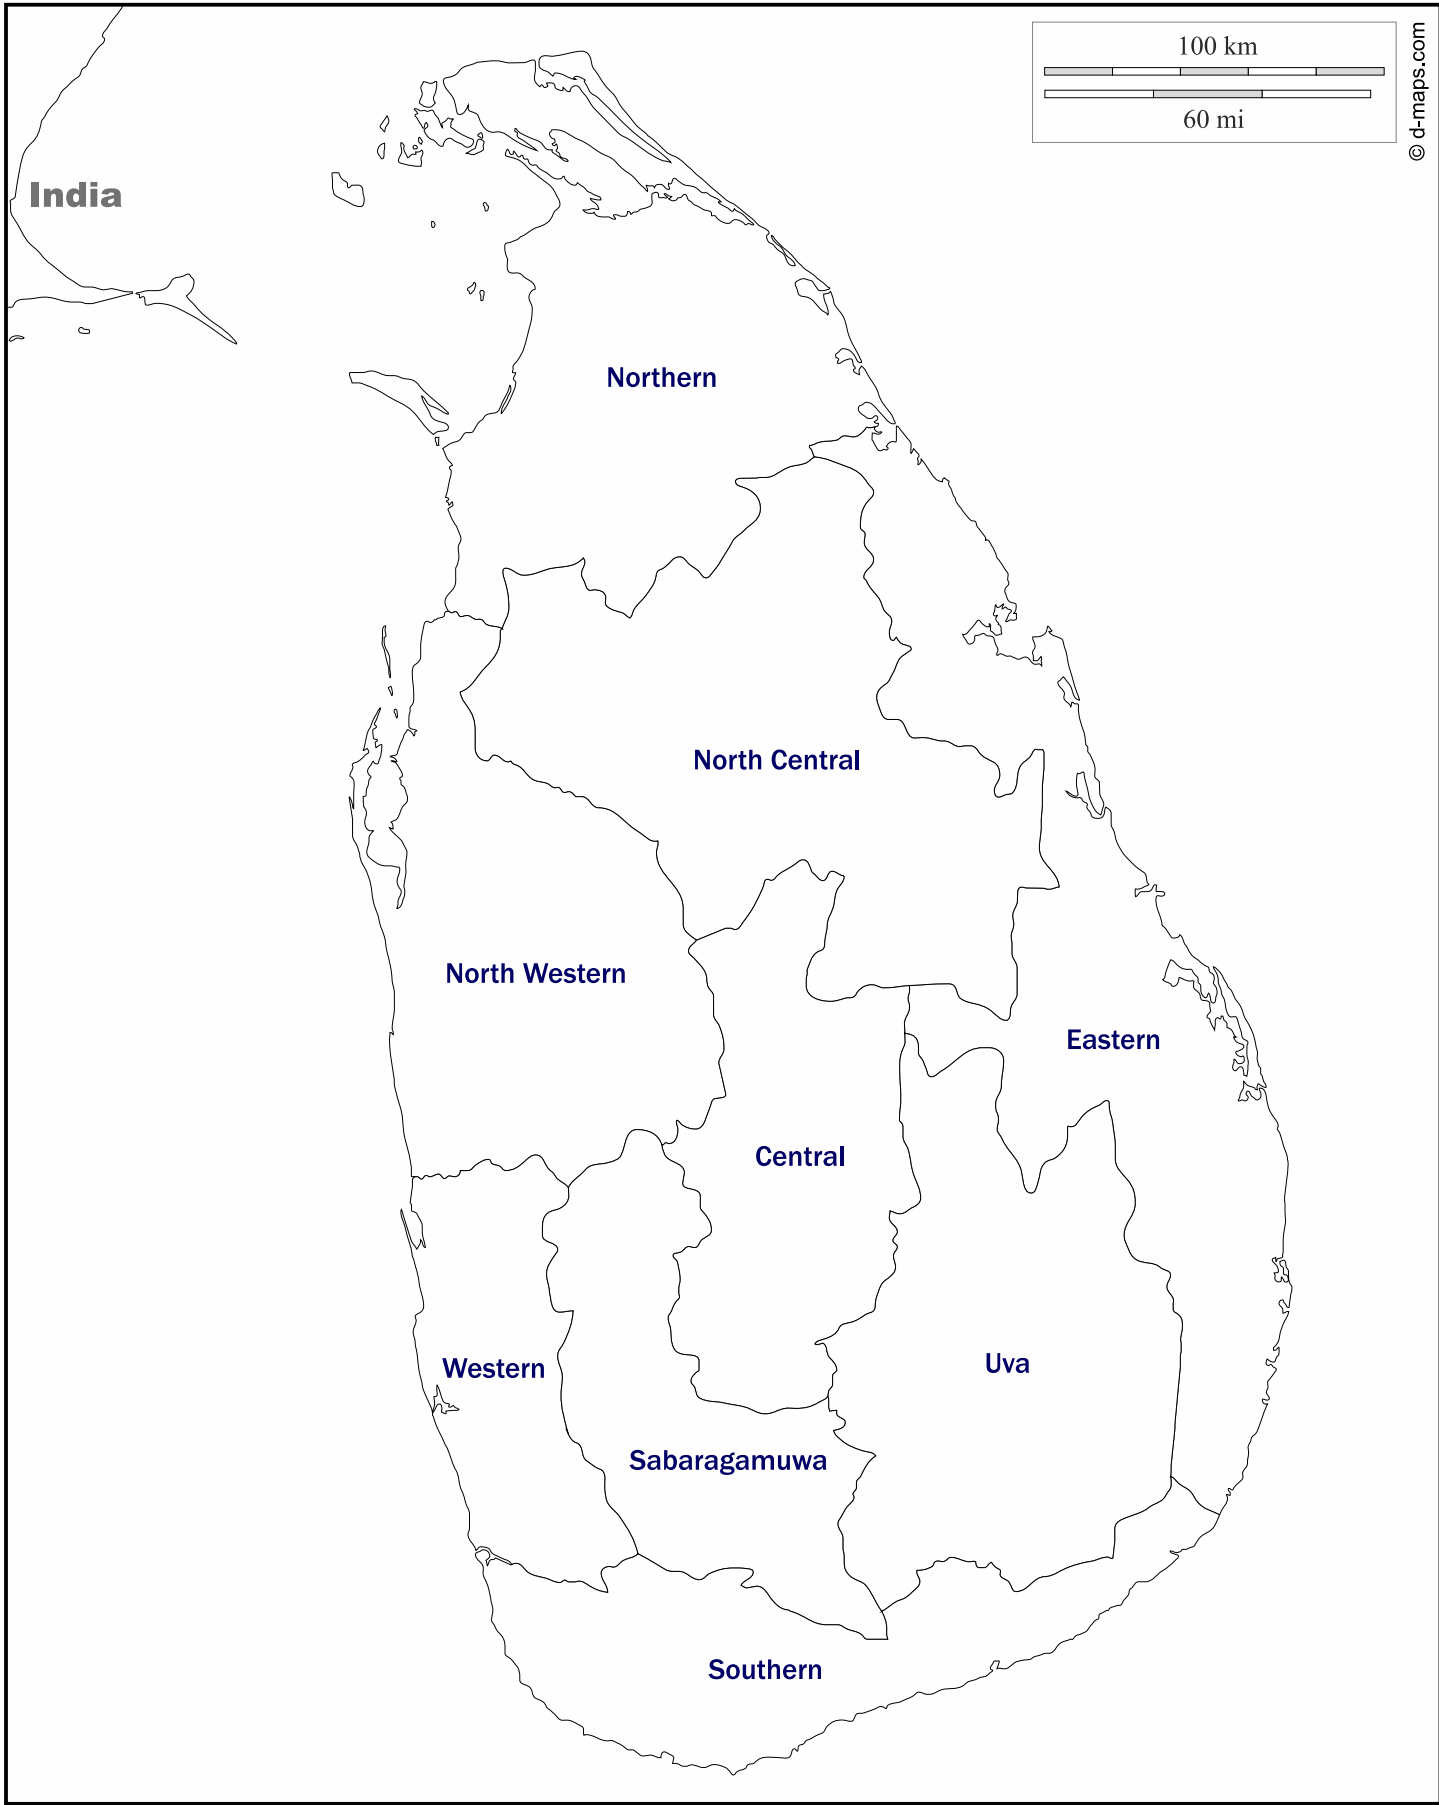 100 km
60 mi
© d-maps.com
India
Northern
North Central
North Western
Eastern
Central
Uva
Western
Sabaragamuwa
Southern